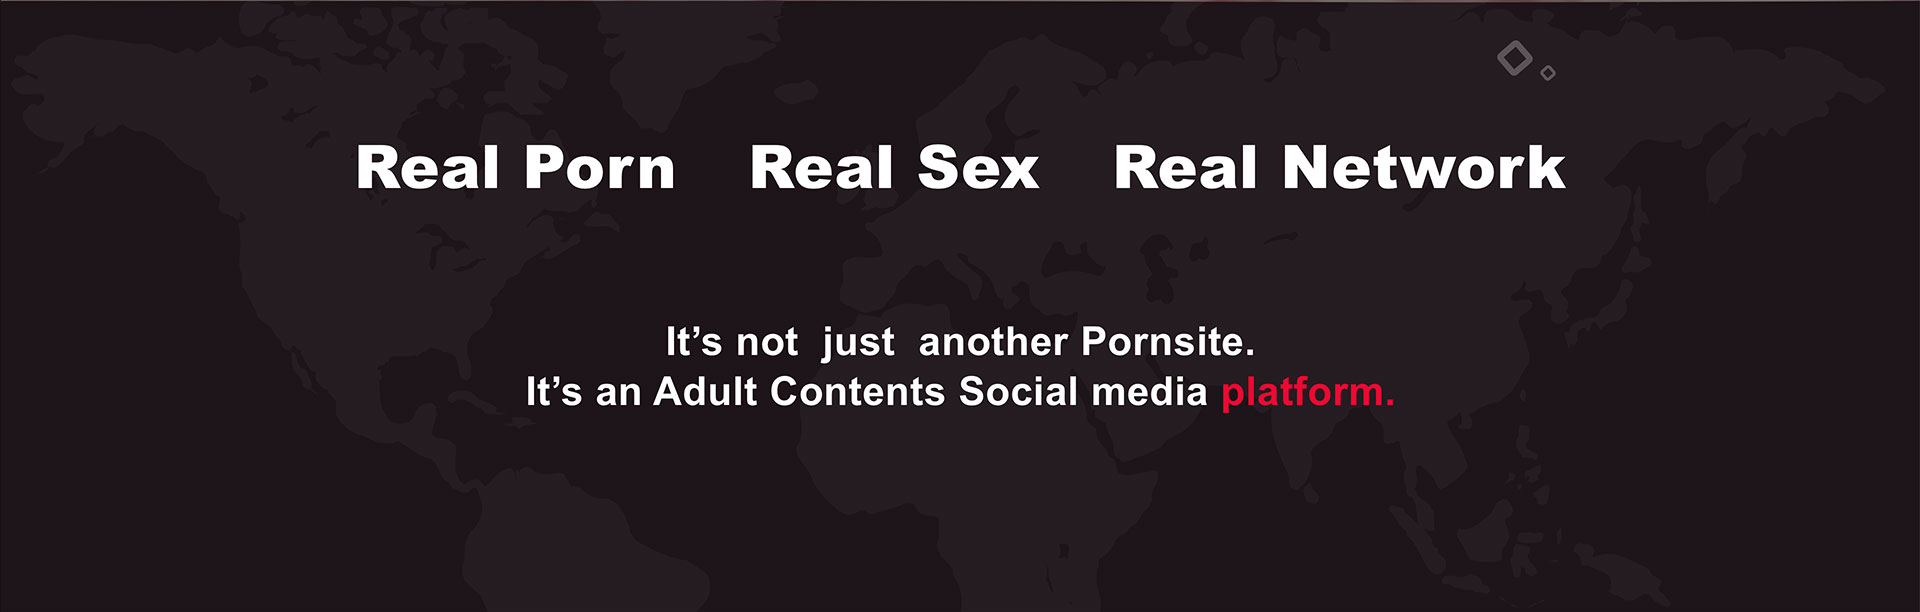 Real Porn Real Sex Real Network
It’s not just another Pornsite.
It’s an Adult Contents Social media platform.